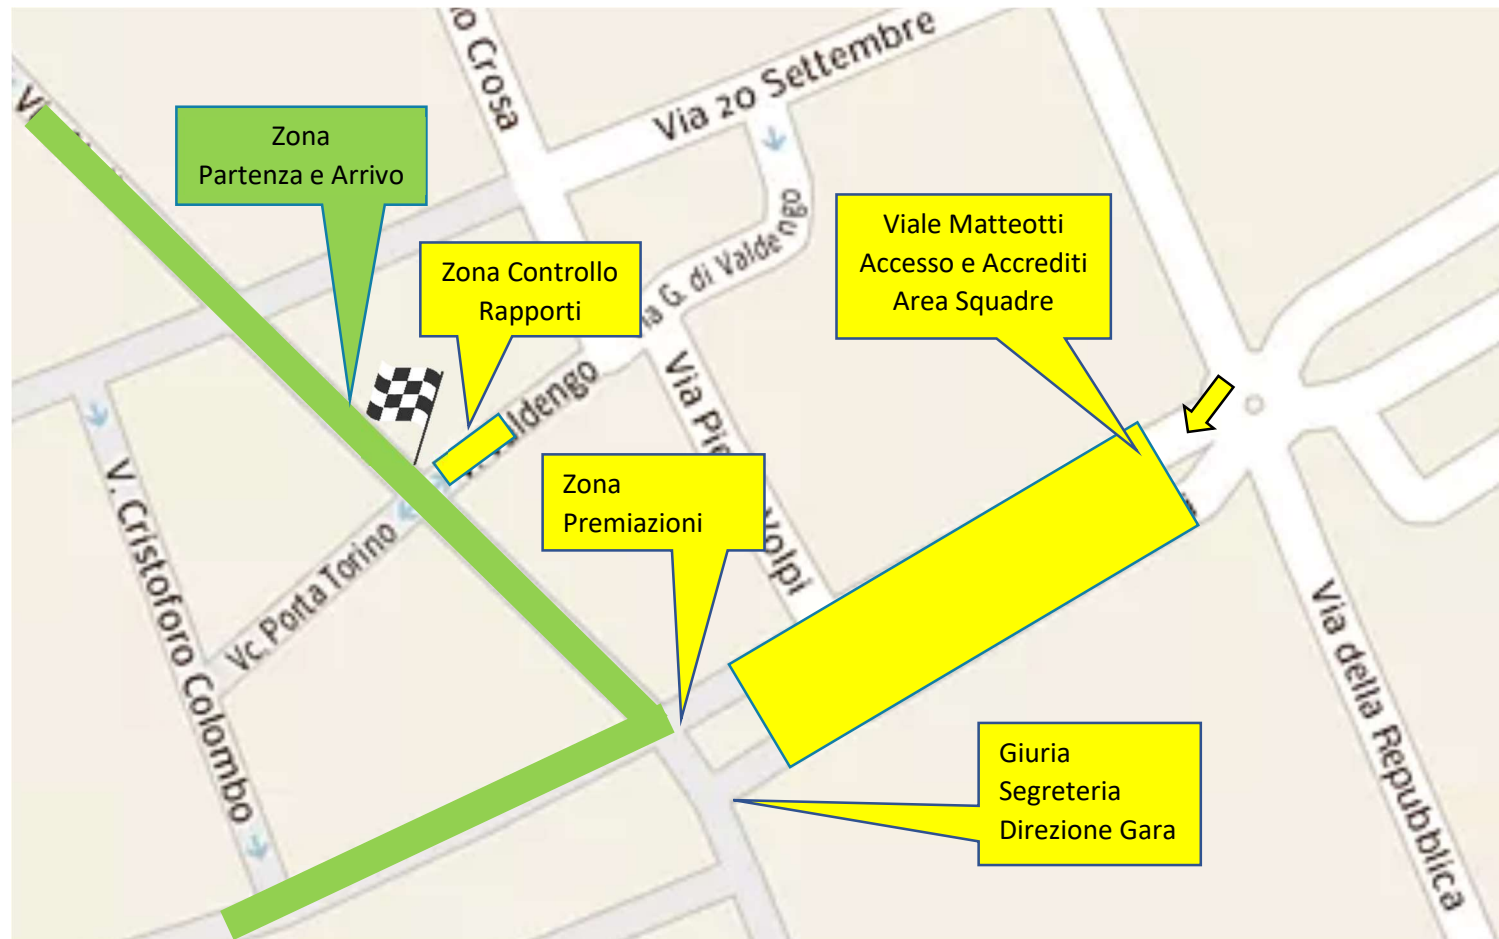 Crosa
Via 20 Settembre
Zona
Partenza e Arrivo
Viale Matteotti
Accesso e Accrediti
Area Squadre
Zona Controllo
Rapporti
G. di Valdengo
Via
Volpi
V. Cristoforo Colombo
Vc. Porta Torino
Zona
Premiazioni
Via della Repubblica
Giuria
Segreteria
Direzione Gara